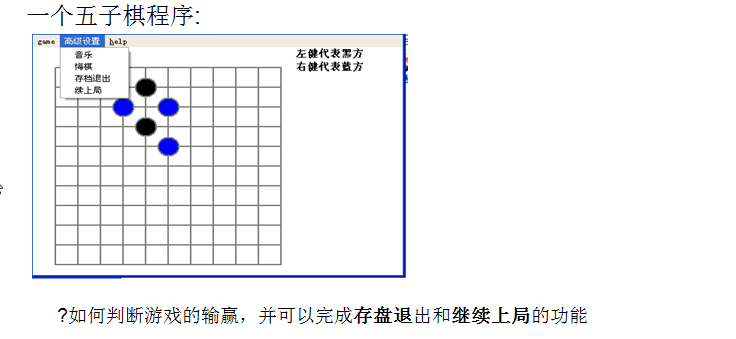 一个五子棋程序:
game 高级设置 help
音乐
悔棋
存档退出
续上局
左健代表黑方
右健代表蓝方
?如何判断游戏的输赢，并可以完成存盘退出和继续上局的功能